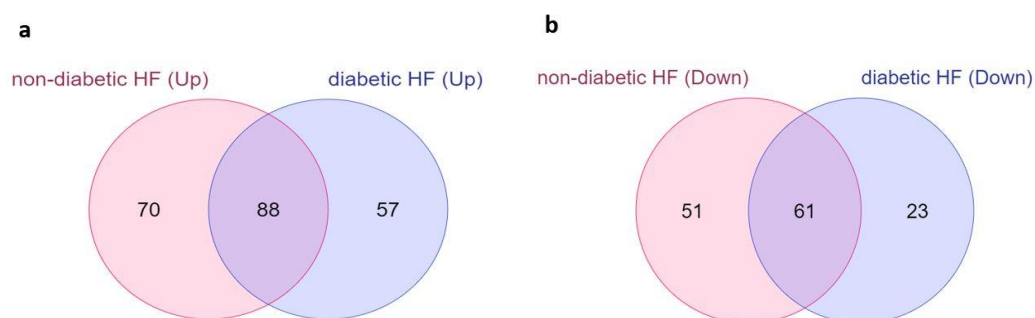 a
non-diabetic HF (Up) diabetic HF (Up)
70 88 57
b
non-diabetic HF (Down) diabetic HF (Down)
51 61 23